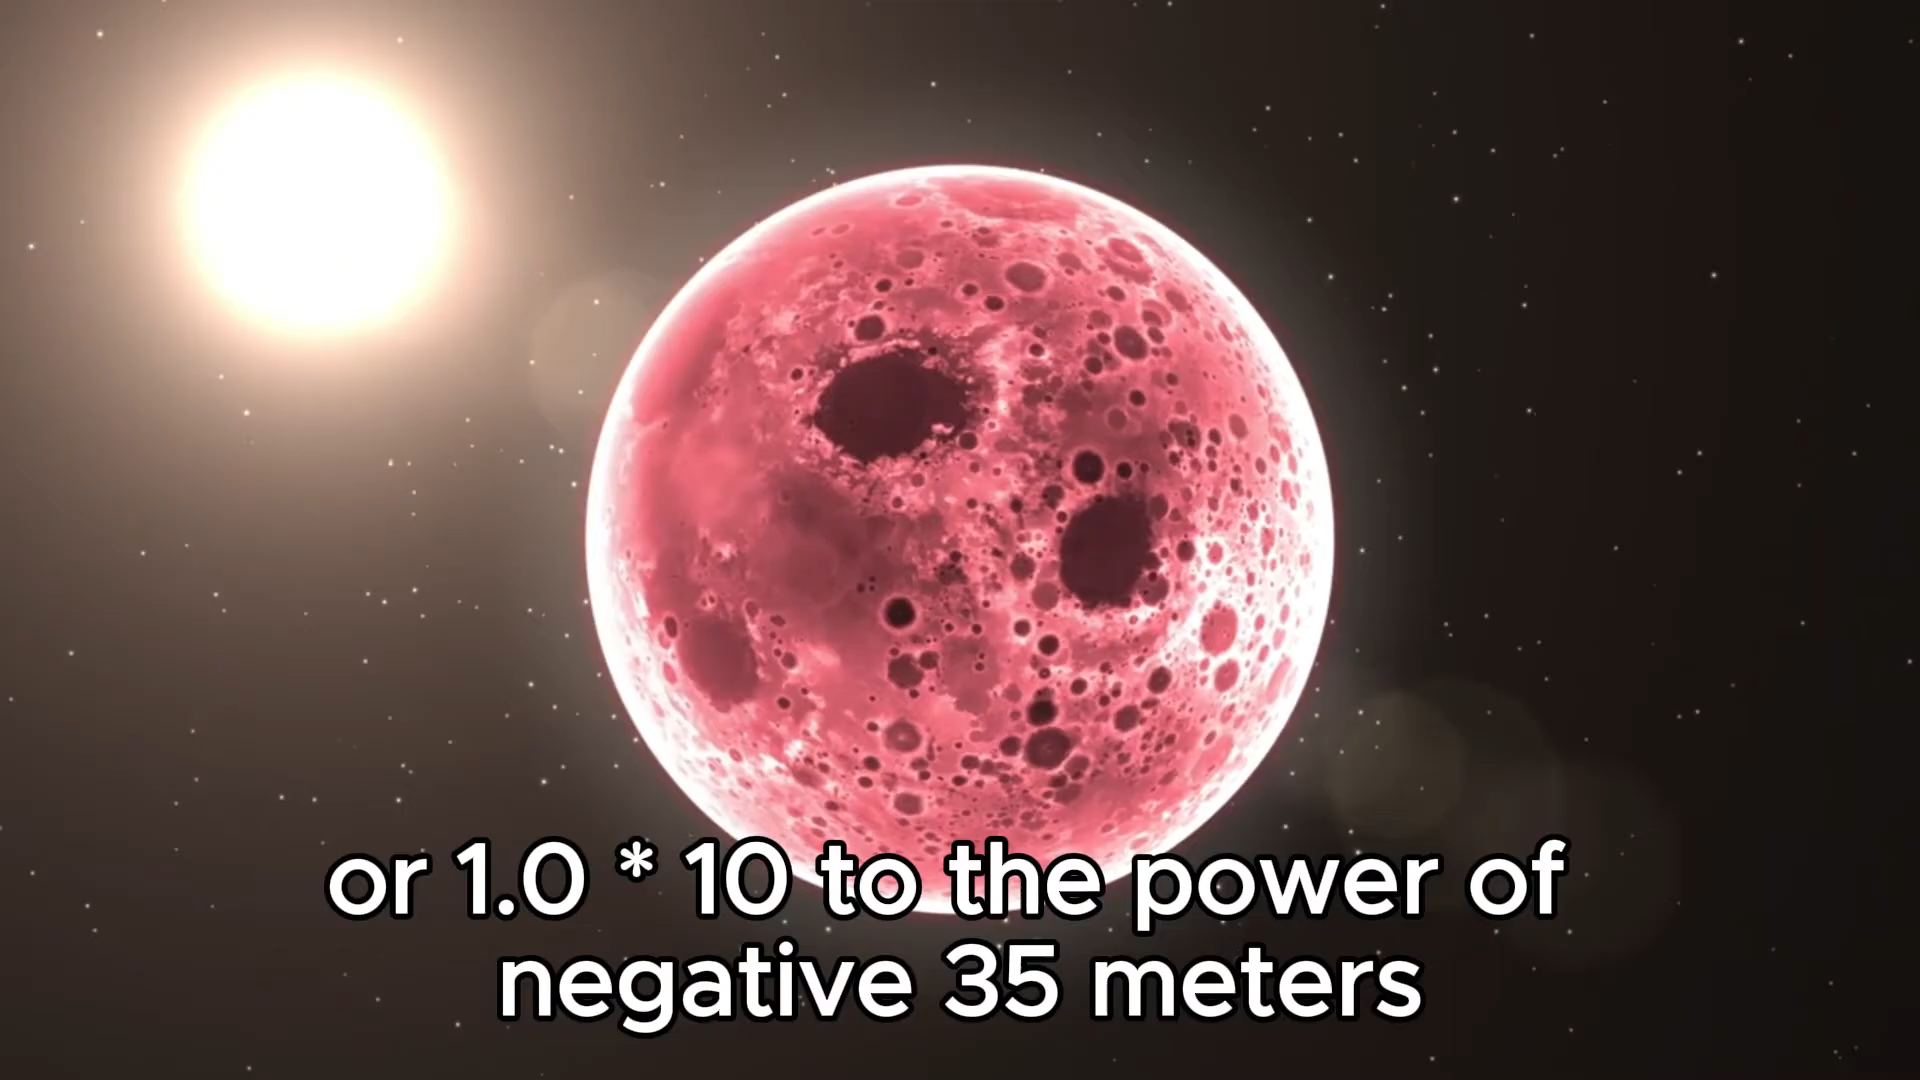 or 1.0 * 10 to the power of
negative 35 meters